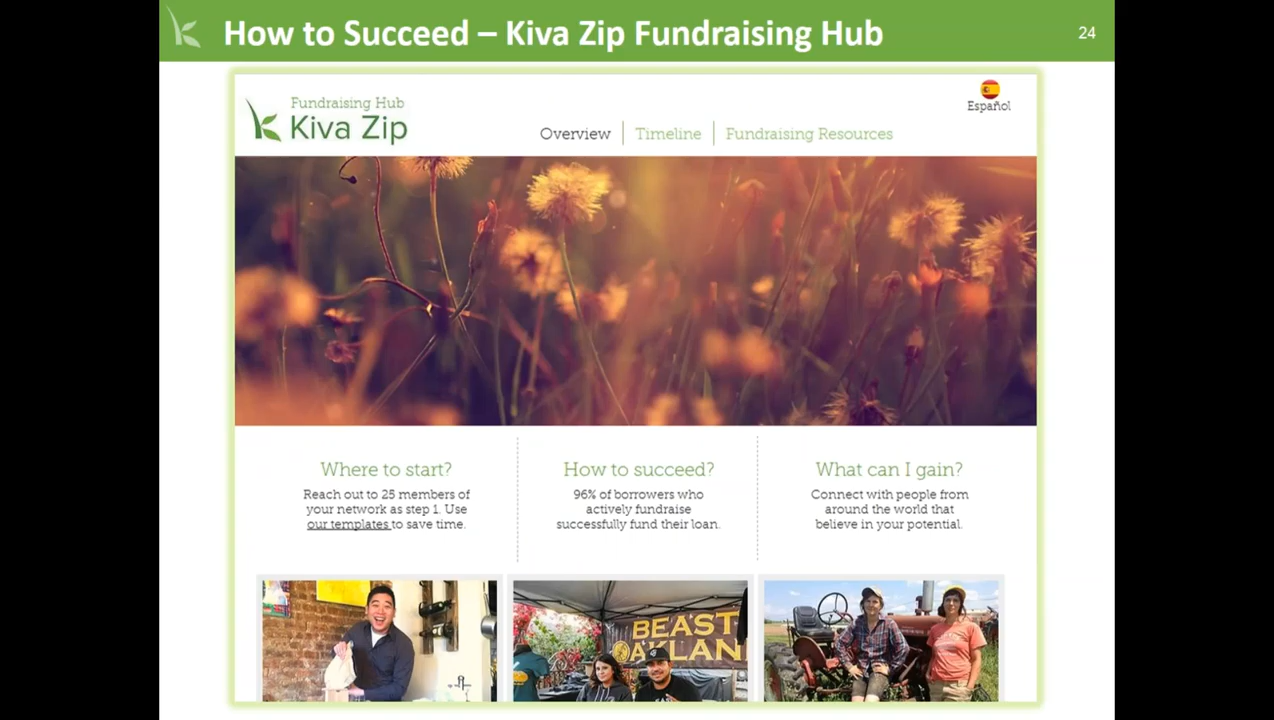 How to Succeed – Kiva Zip Fundraising Hub
24
Fundraising Hub
Kiva Zip
Español
Overview
Timeline
Fundraising Resources
Where to start?
Reach out to 25 members of
your network as step 1. Use
our templates to save time.
How to succeed?
96% of borrowers who
actively fundraise
successfully fund their loan.
What can I gain?
Connect with people from
around the world that
believe in your potential.
BEAST
OAKLAN